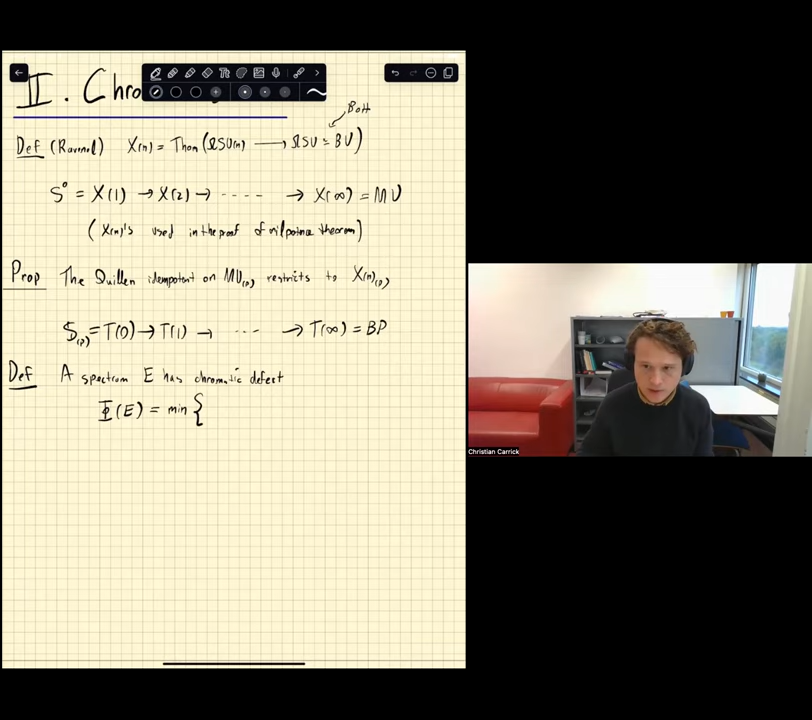 II. Chro
Bott
Def (Ravenel) X(n) = Thom (ΩSU(n) → ΩSU ≃ BU)
S⁰ = X(1) → X(2) → ---- → X(∞) = MU
(X(n)'s used in the proof of nilpotence theorem)
Prop The Quillen idempotent on MU₍ₚ₎ restricts to X(n)₍ₚ₎
S₍ₚ₎ = T(0) → T(1) → --- → T(∞) = BP
Def A spectrum E has chromatic defect
Φ(E) = min {
Christian Carrick